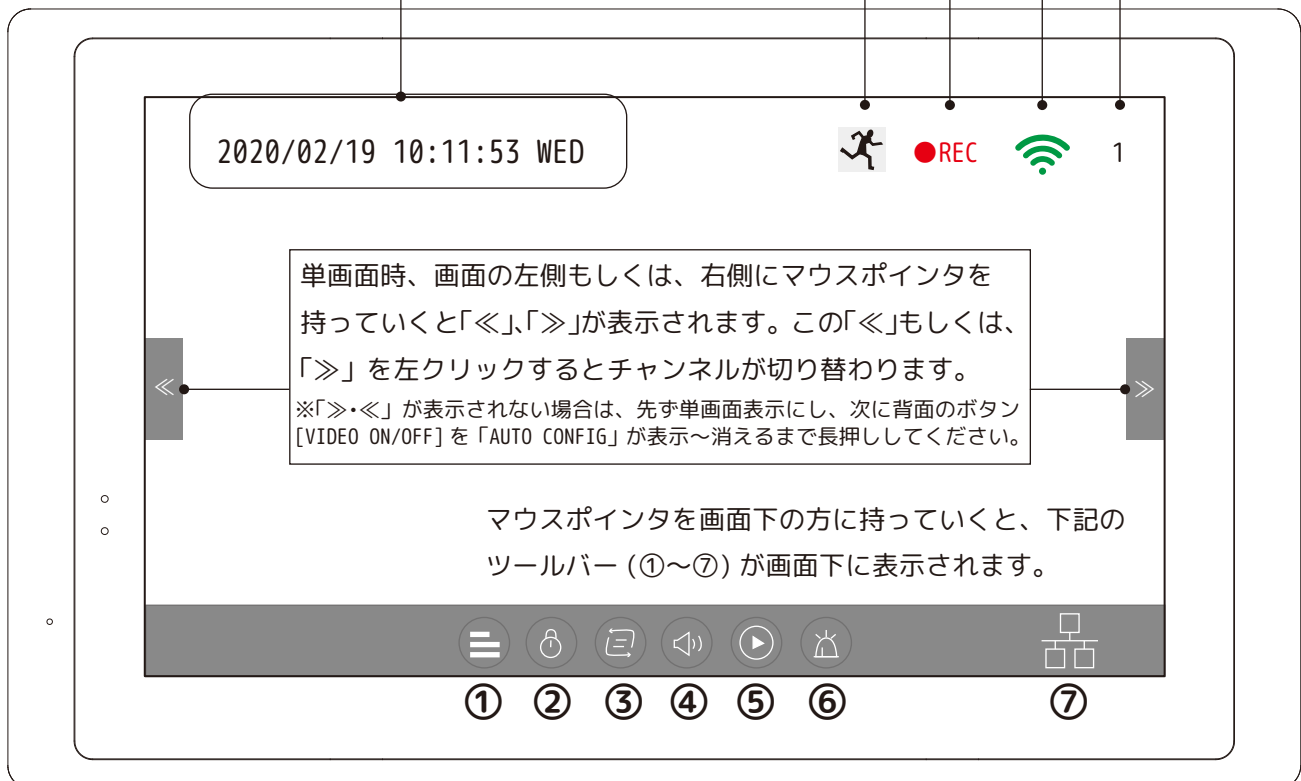 2020/02/19 10:11:53 WED
●REC
1
単画面時、画面の左側もしくは、右側にマウスポインタを
持っていくと「≪」、「≫」が表示されます。この「≪」もしくは、
「≫」を左クリックするとチャンネルが切り替わります。
※「≫・≪」が表示されない場合は、先ず単画面表示にし、次に背面のボタン
[VIDEO ON/OFF] を「AUTO CONFIG」が表示～消えるまで長押ししてください。
≪
≫
マウスポインタを画面下の方に持っていくと、下記の
ツールバー (①～⑦) が画面下に表示されます。
① ② ③ ④ ⑤ ⑥ ⑦